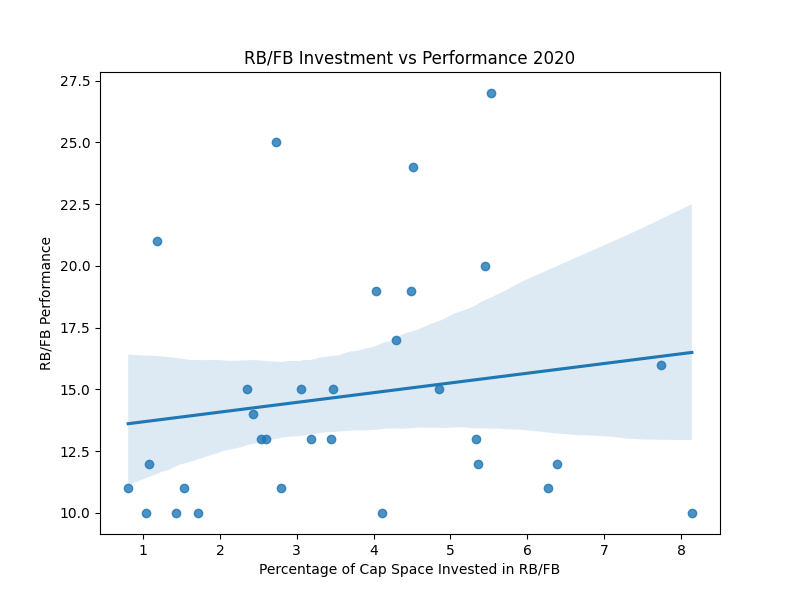 RB/FB Investment vs Performance 2020
27.5
25.0
22.5
20.0
17.5
15.0
12.5
10.0
RB/FB Performance
1 2 3 4 5 6 7 8
Percentage of Cap Space Invested in RB/FB